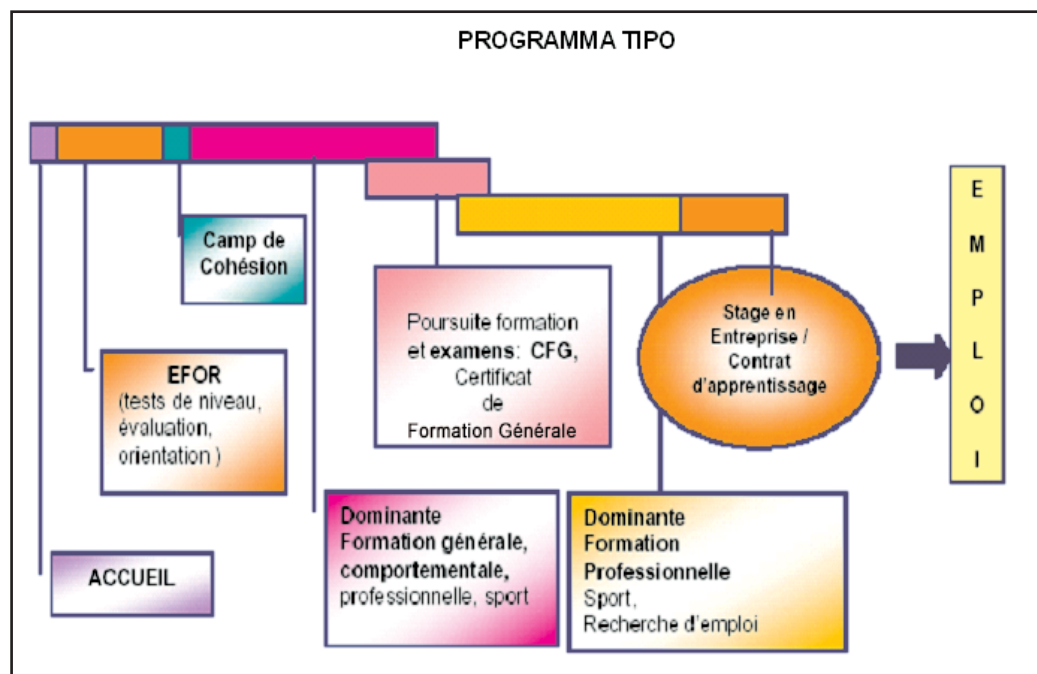 PROGRAMMA TIPO
Camp de
Cohésion
EFOR
(tests de niveau,
évaluation,
orientation )
ACCUEIL
Poursuite formation
et examens: CFG,
Certificat
de
Formation Générale
Dominante
Formation générale,
comportementale,
professionnelle, sport
Dominante
Formation
Professionnelle
Sport,
Recherche d'emploi
Stage en
Entreprise /
Contrat
d'apprentissage
E
M
P
L
O
I